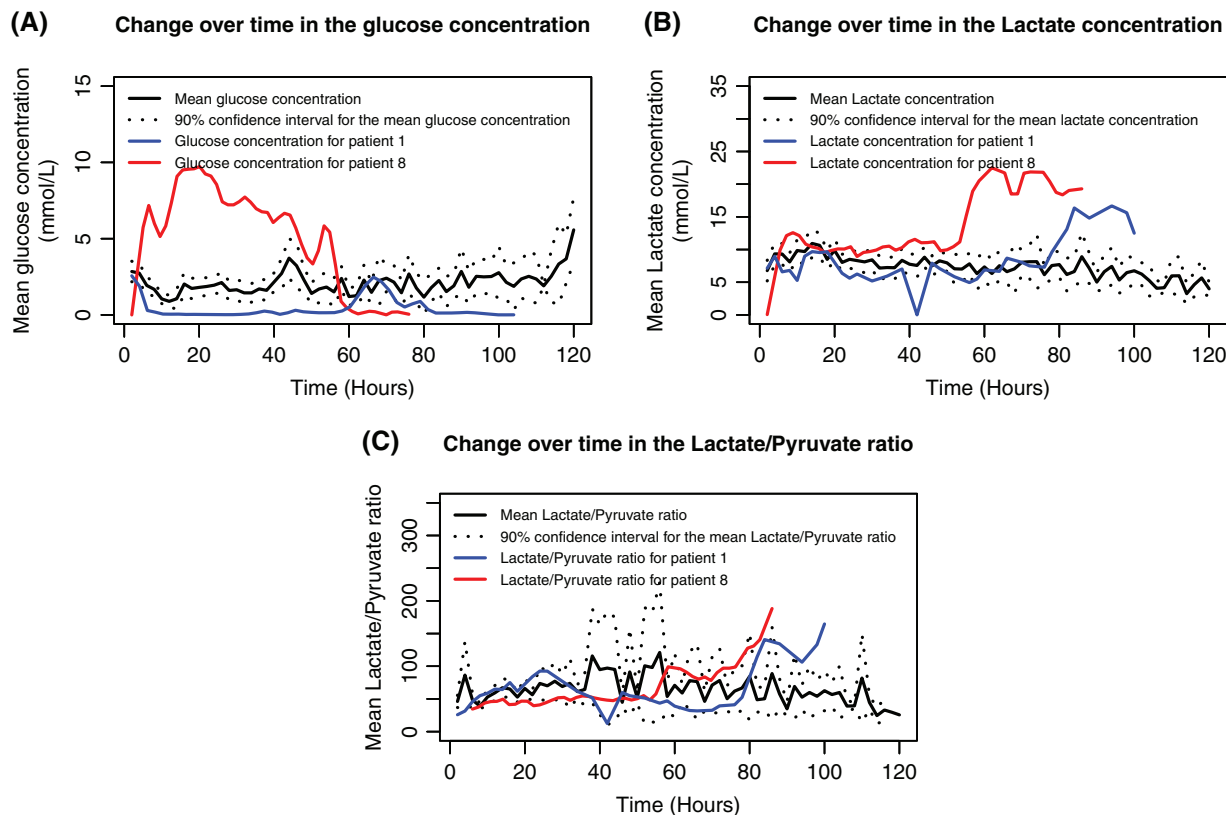 (A) Change over time in the glucose concentration
Mean glucose concentration
(mmol/L)
15
10
5
0
Mean glucose concentration
90% confidence interval for the mean glucose concentration
Glucose concentration for patient 1
Glucose concentration for patient 8
0 20 40 60 80 100 120
Time (Hours)
(B) Change over time in the Lactate concentration
Mean Lactate concentration
(mmol/L)
35
25
15
5
0
Mean Lactate concentration
90% confidence interval for the mean lactate concentration
Lactate concentration for patient 1
Lactate concentration for patient 8
0 20 40 60 80 100 120
Time (Hours)
(C) Change over time in the Lactate/Pyruvate ratio
Mean Lactate/Pyruvate ratio
300
200
100
0
Mean Lactate/Pyruvate ratio
90% confidence interval for the mean Lactate/Pyruvate ratio
Lactate/Pyruvate ratio for patient 1
Lactate/Pyruvate ratio for patient 8
0 20 40 60 80 100 120
Time (Hours)